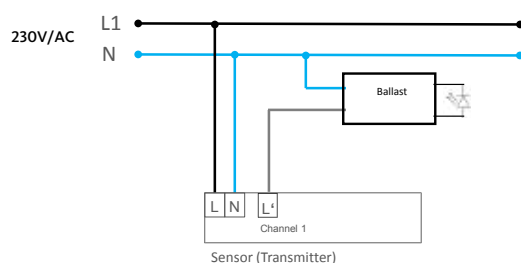 L1
230V/AC
N
Ballast
L N L‘
Channel 1
Sensor (Transmitter)